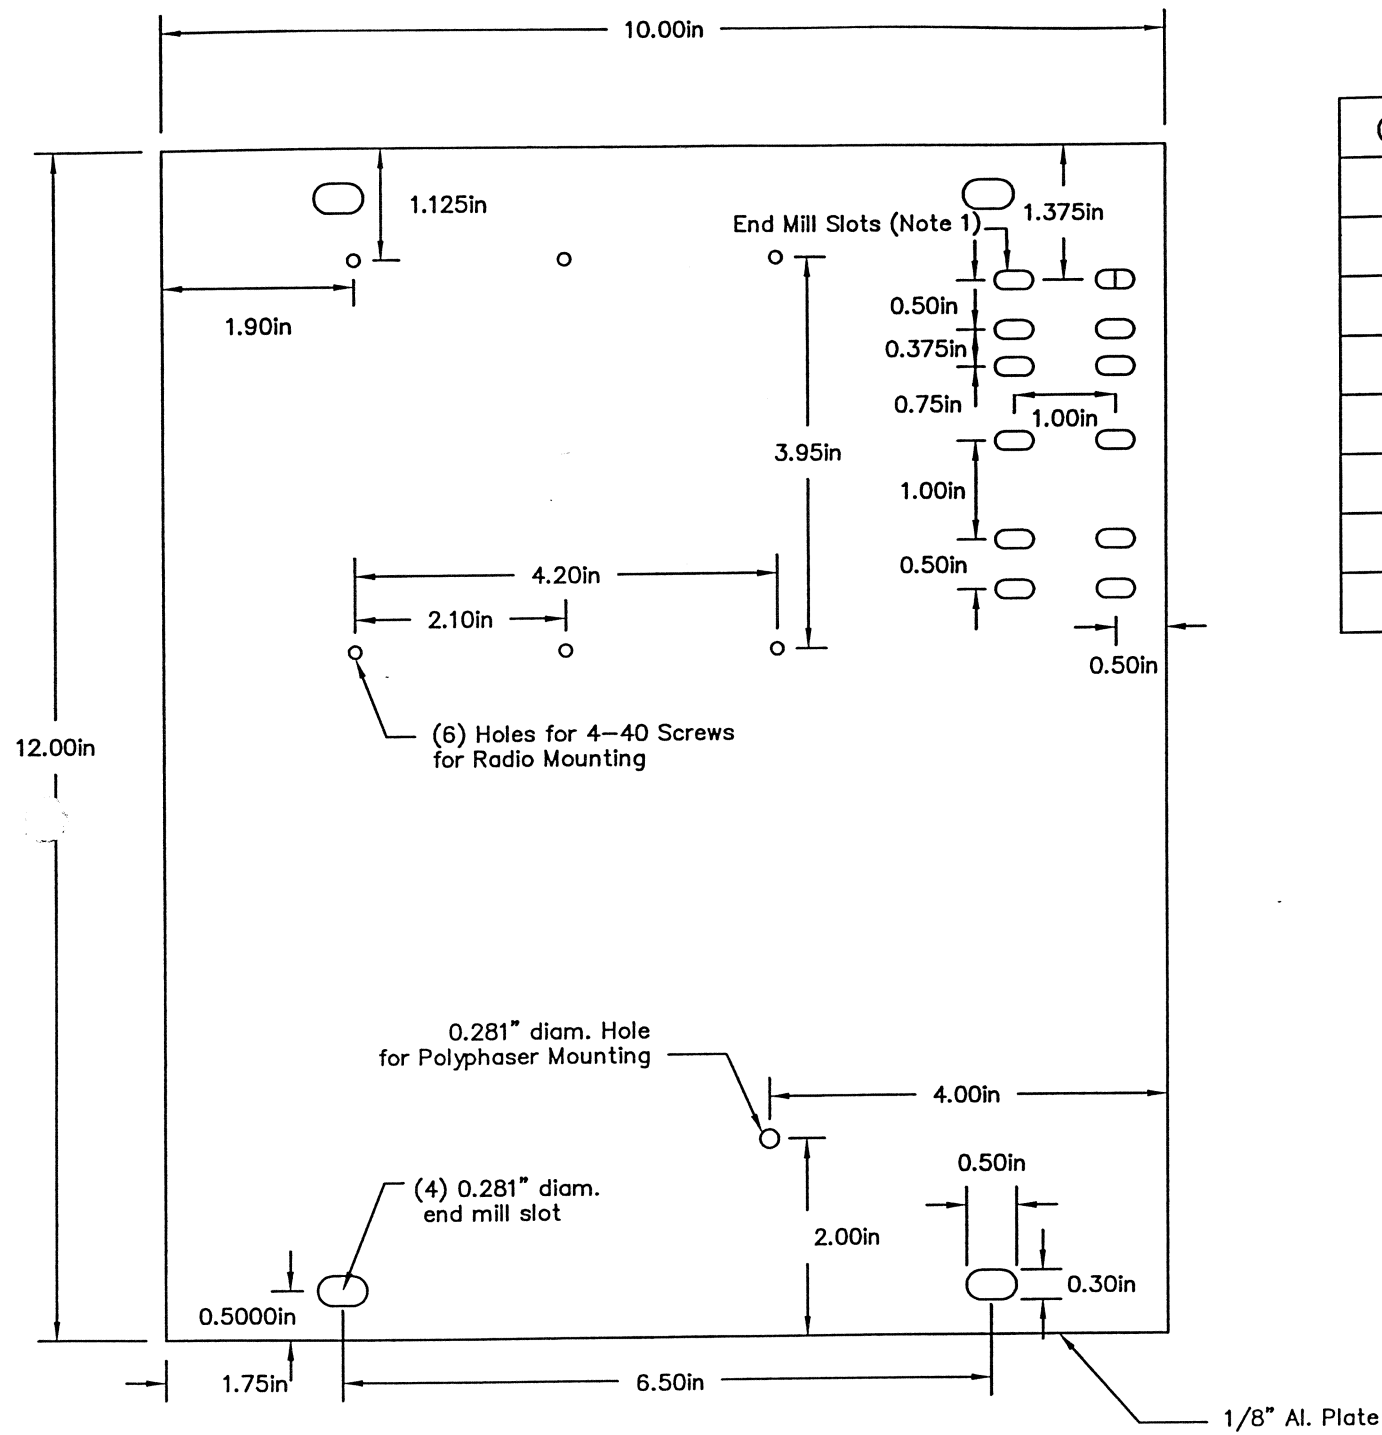 10.00in
1.125in
End Mill Slots (Note 1)
1.375in
1.90in
0.50in
0.375in
0.75in
1.00in
3.95in
1.00in
0.50in
4.20in
2.10in
0.50in
(6) Holes for 4-40 Screws
for Radio Mounting
12.00in
0.281" diam. Hole
for Polyphaser Mounting
4.00in
0.50in
(4) 0.281" diam.
end mill slot
2.00in
0.30in
0.5000in
1.75in
6.50in
1/8" Al. Plate